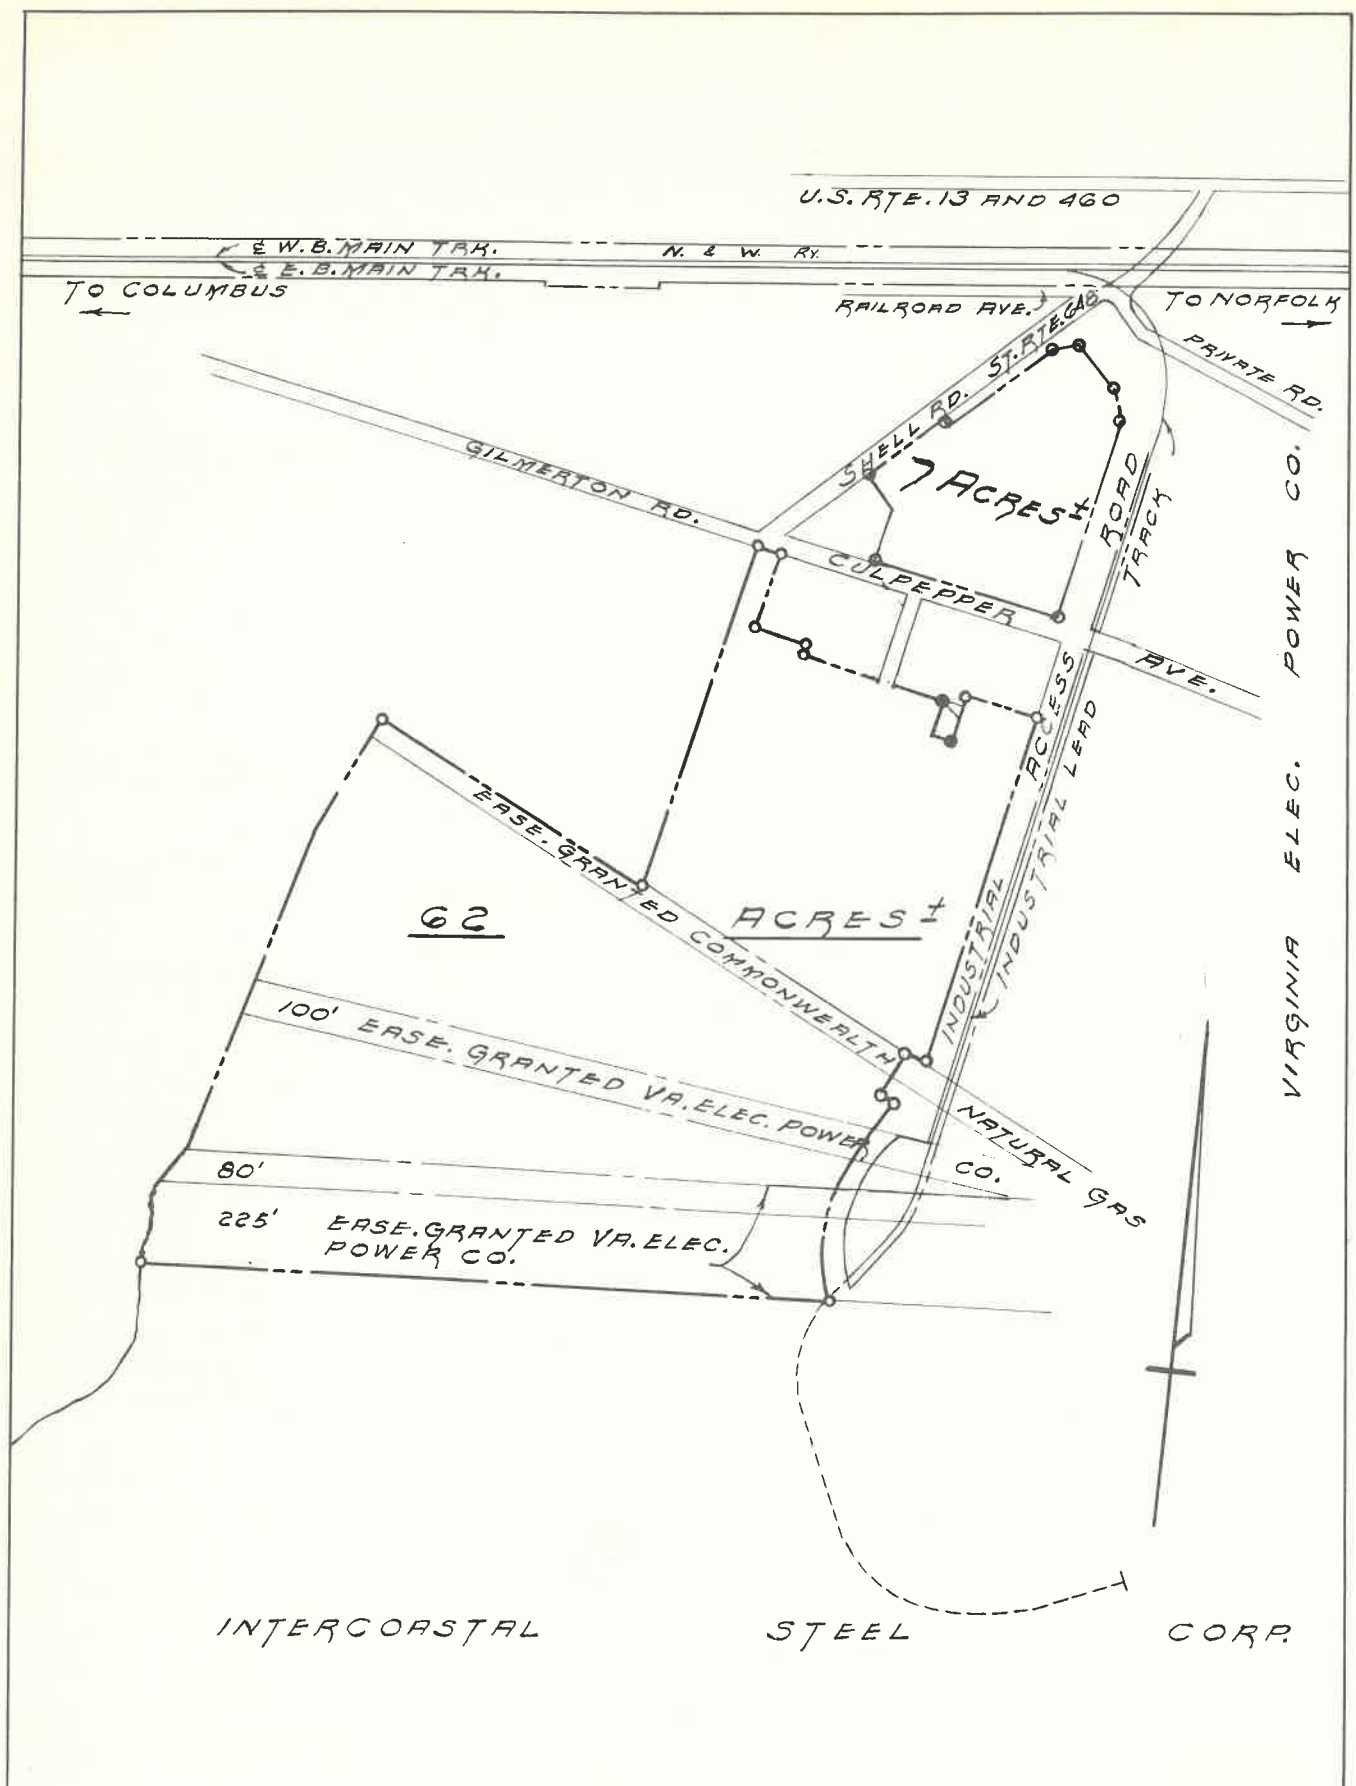 U.S. RTE. 13 AND 460
℄ W.B. MAIN TRK.
N. & W. RY.
℄ E.B. MAIN TRK.
TO COLUMBUS
RAILROAD AVE.
TO NORFOLK
SHELL RD. ST. RTE. 648
PRIVATE RD.
GILMERTON RD.
7 ACRES ±
CULPEPPER AVE.
INDUSTRIAL ACCESS ROAD
INDUSTRIAL LEAD TRACK
VIRGINIA ELEC. POWER CO.
EASE. GRANTED COMMONWEALTH NATURAL GAS
62 ACRES ±
100' EASE. GRANTED VA. ELEC. POWER CO.
80'
225' EASE. GRANTED VA. ELEC.
POWER CO.
INTERCOASTAL STEEL CORP.